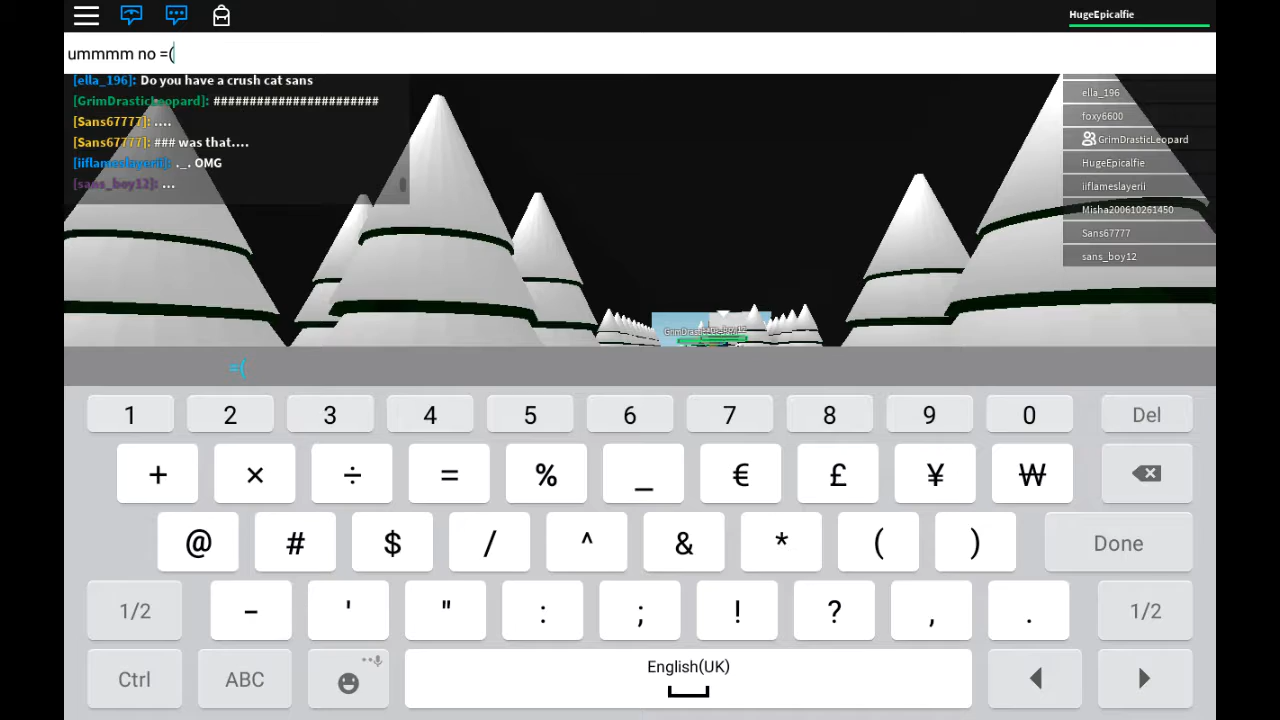 HugeEpicalfie
ummmm no =(
[ella_196]: Do you have a crush cat sans
[GrimDrasticLeopard]: #######################
[Sans67777]: ....
[Sans67777]: ### was that....
[iiflameslayerii]: ._. OMG
[sans_boy12]: ...
ella_196
foxy6600
GrimDrasticLeopard
HugeEpicalfie
iiflameslayerii
Misha200610261450
Sans67777
sans_boy12
=(
1 2 3 4 5 6 7 8 9 0 Del
+ × ÷ = % _ € £ ¥ ₩
@ # $ / ^ & * ( ) Done
1/2 - ' " : ; ! ? , . 1/2
Ctrl ABC English(UK)